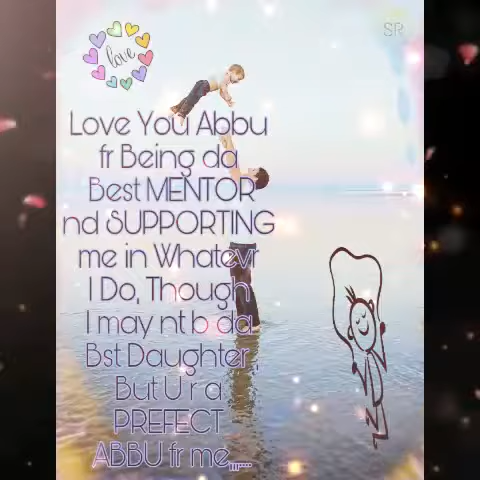 SR
love
Love You Abbu
fr Being da
Best MENTOR
nd SUPPORTING
me in Whatevr
I Do, Though
I may nt b da
Bst Daughter ,
But U r a
PREFECT
ABBU fr me,,,,.....